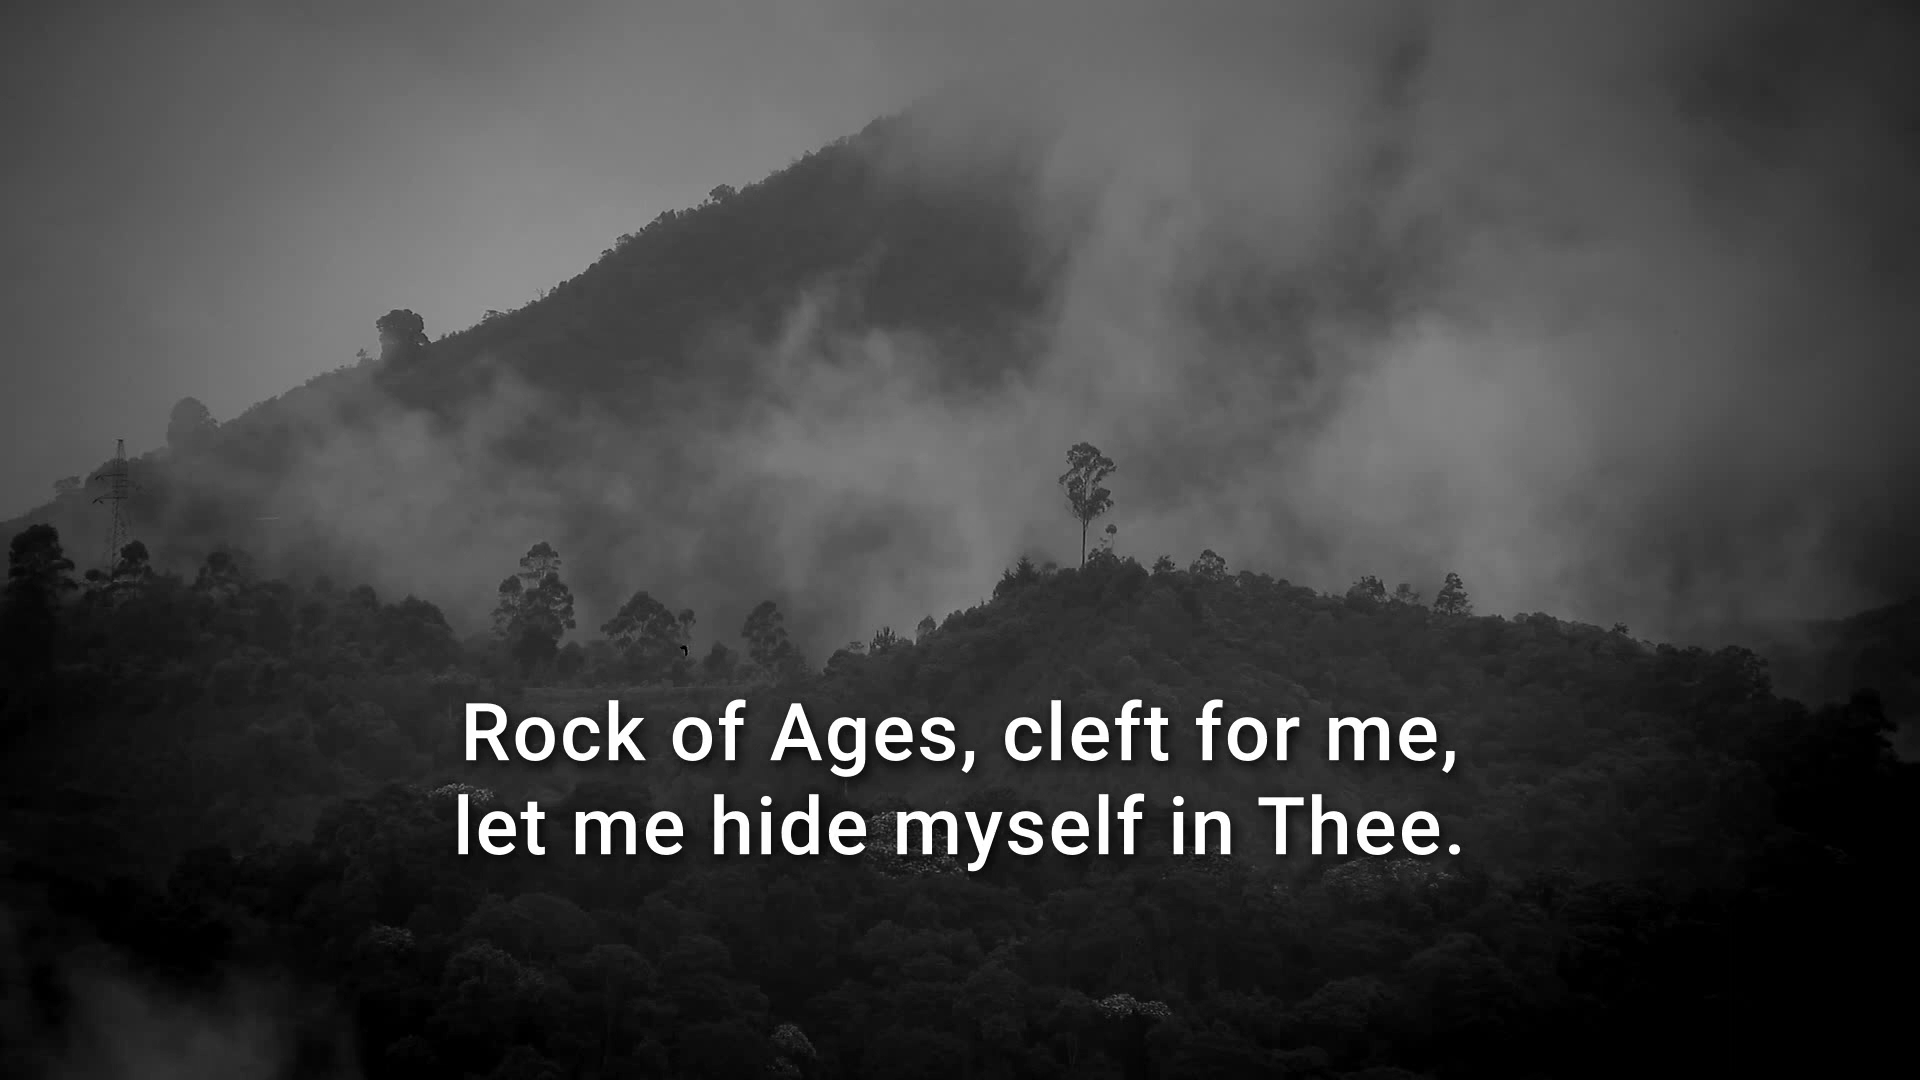 Rock of Ages, cleft for me,
let me hide myself in Thee.